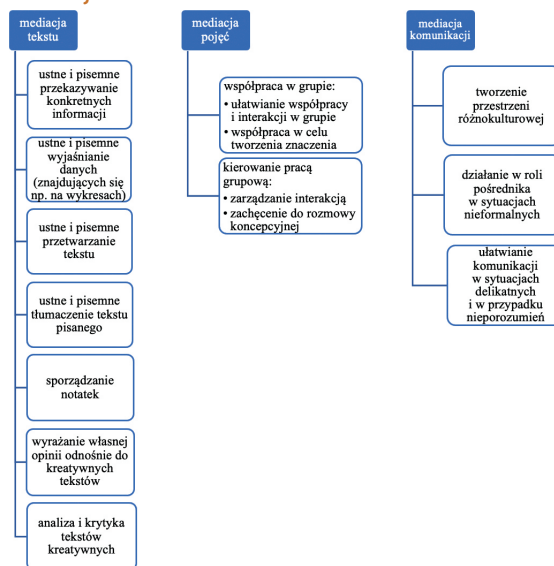 mediacja
tekstu
ustne i pisemne
przekazywanie
konkretnych
informacji
ustne i pisemne
wyjaśnianie
danych
(znajdujących się
np. na wykresach)
ustne i pisemne
przetwarzanie
tekstu
ustne i pisemne
tłumaczenie tekstu
pisanego
sporządzanie
notatek
wyrażanie własnej
opinii odnośnie do
kreatywnych
tekstów
analiza i krytyka
tekstów
kreatywnych
mediacja
pojęć
współpraca w grupie:
• ułatwianie współpracy
i interakcji w grupie
• współpraca w celu
tworzenia znaczenia
kierowanie pracą
grupową:
• zarządzanie interakcją
• zachęcenie do rozmowy
koncepcyjnej
mediacja
komunikacji
tworzenie
przestrzeni
różnokulturowej
działanie w roli
pośrednika
w sytuacjach
nieformalnych
ułatwianie
komunikacji
w sytuacjach
delikatnych
i w przypadku
nieporozumień